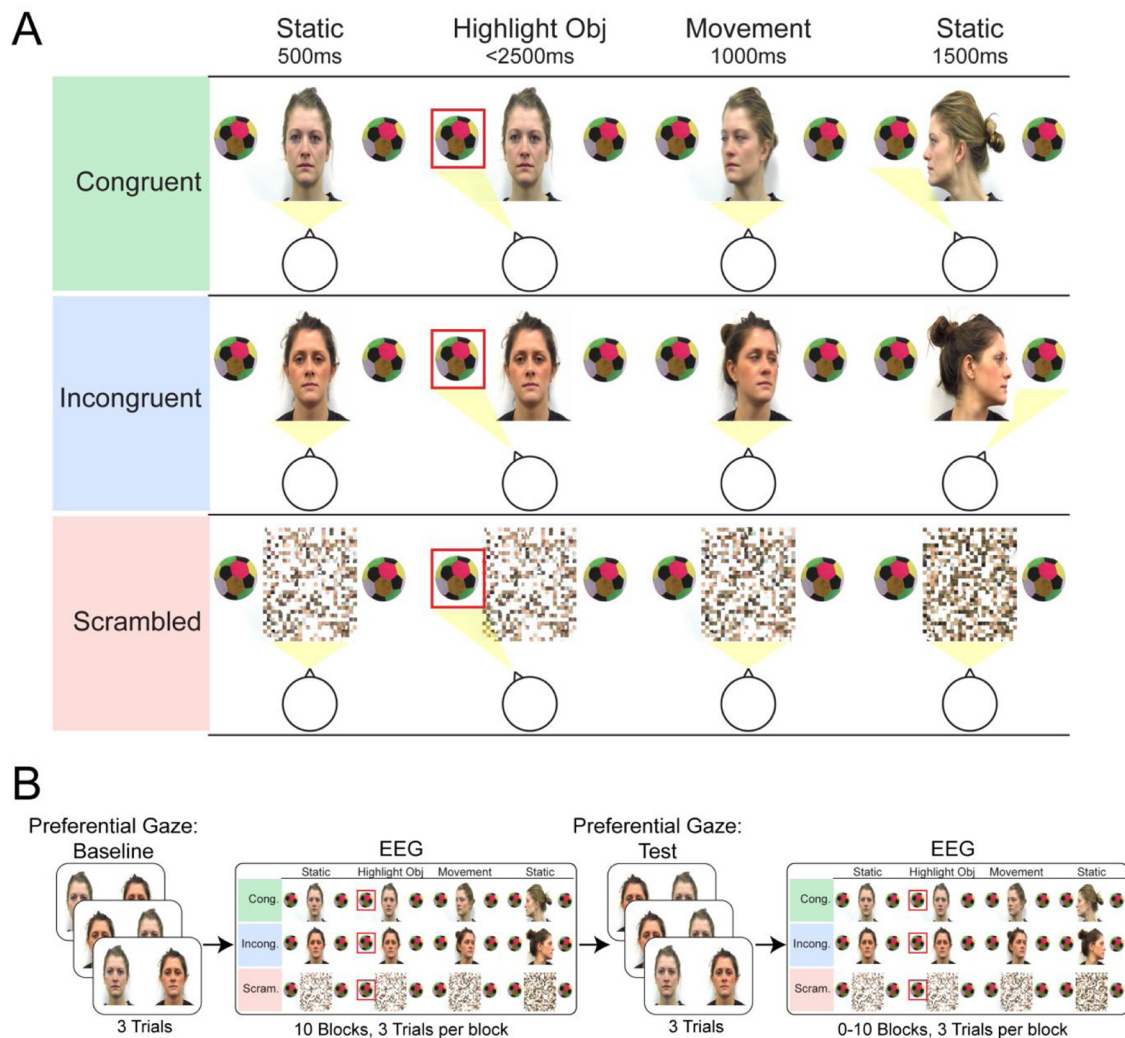 A
Static Highlight Obj Movement Static
500ms <2500ms 1000ms 1500ms
Congruent
Incongruent
Scrambled
B
Preferential Gaze:
Baseline
3 Trials
EEG
Static Highlight Obj Movement Static
Cong.
Incong.
Scram.
10 Blocks, 3 Trials per block
Preferential Gaze:
Test
3 Trials
EEG
Static Highlight Obj Movement Static
Cong.
Incong.
Scram.
0-10 Blocks, 3 Trials per block